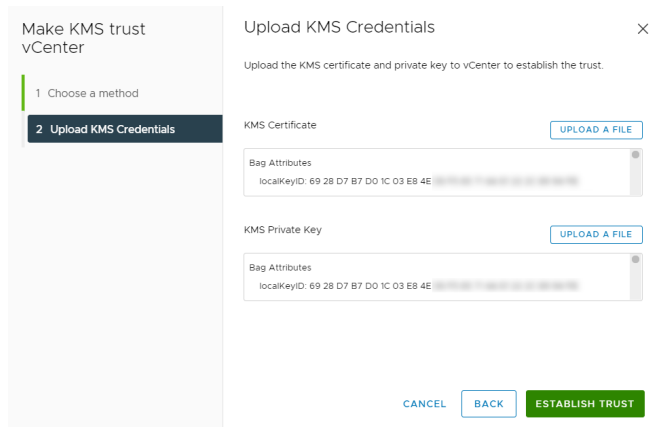 Make KMS trust
vCenter
1 Choose a method
2 Upload KMS Credentials
Upload KMS Credentials
Upload the KMS certificate and private key to vCenter to establish the trust.
KMS Certificate
UPLOAD A FILE
Bag Attributes
localKeyID: 69 28 D7 B7 D0 1C 03 E8 4E
KMS Private Key
UPLOAD A FILE
Bag Attributes
localKeyID: 69 28 D7 B7 D0 1C 03 E8 4E
CANCEL
BACK
ESTABLISH TRUST